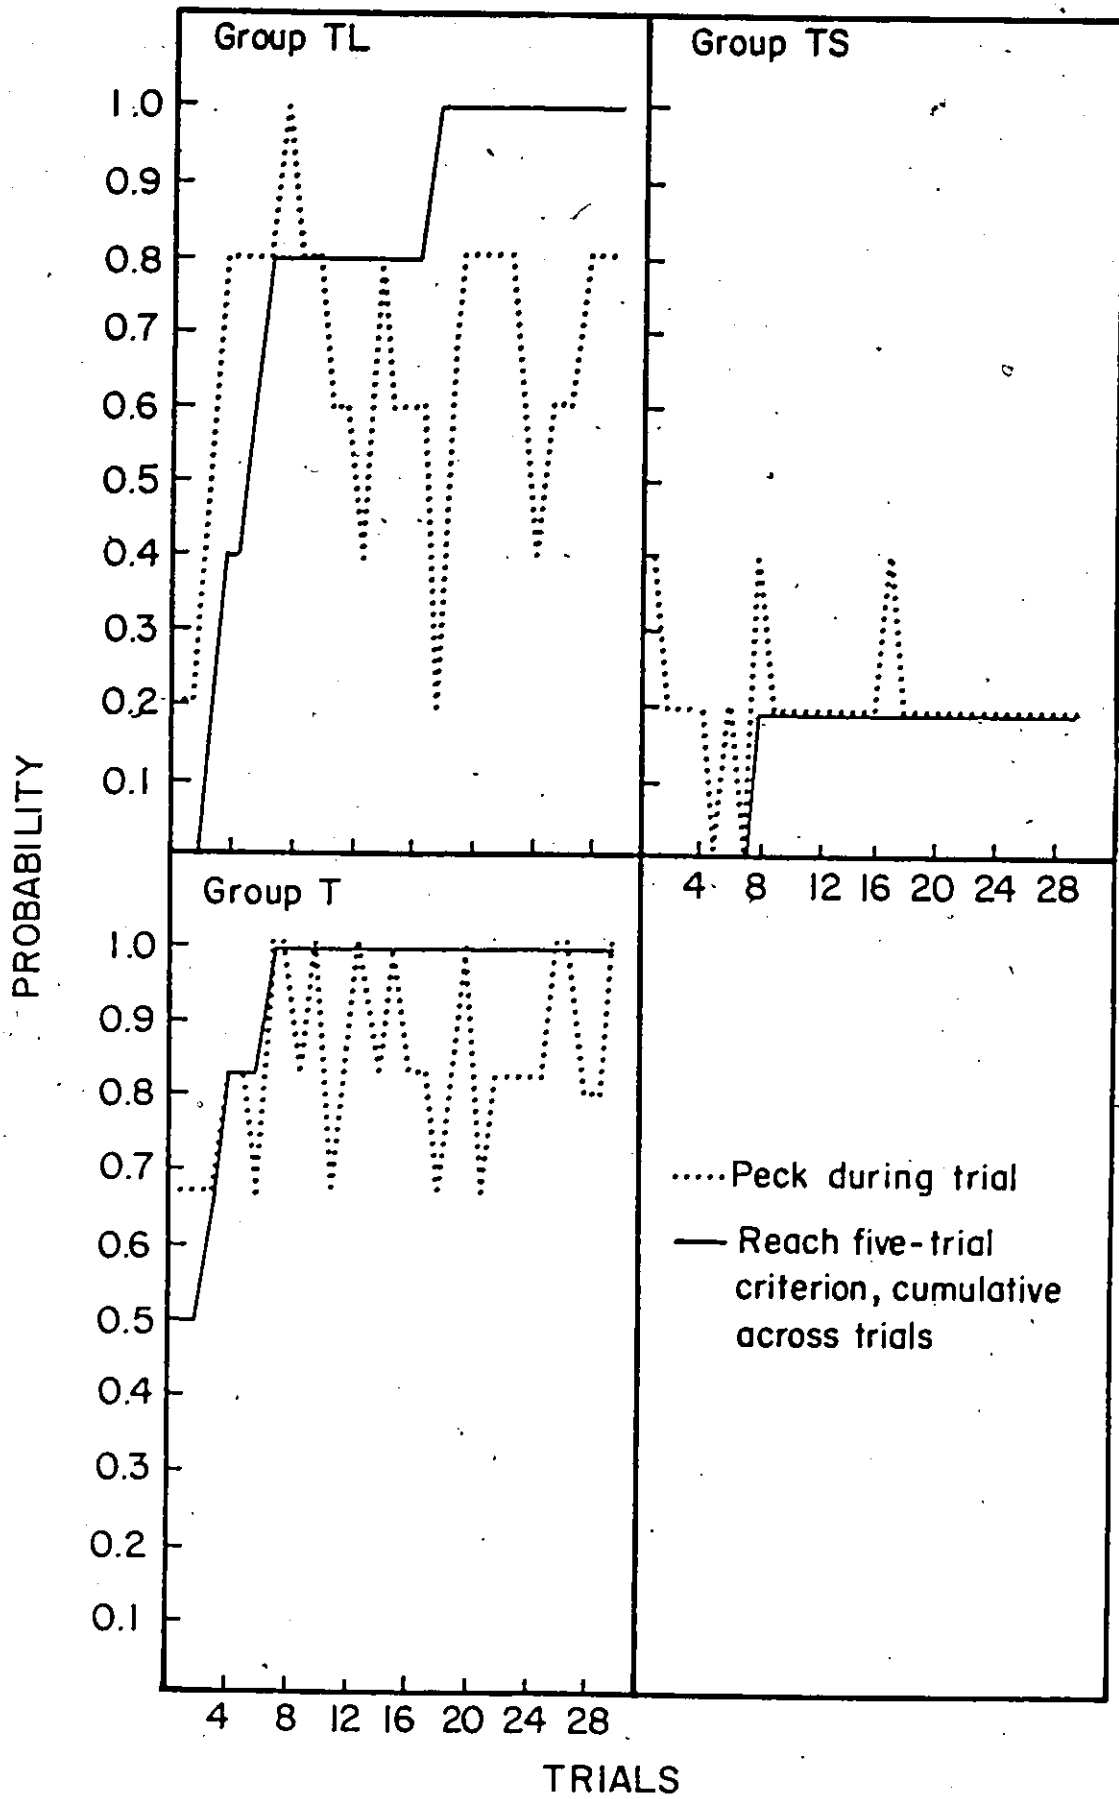 Group TL
Group TS
1.0
0.9
0.8
0.7
0.6
0.5
0.4
0.3
0.2
0.1
4 8 12 16 20 24 28
Group T
1.0
0.9
0.8
0.7
0.6
0.5
0.4
0.3
0.2
0.1
4 8 12 16 20 24 28
PROBABILITY
TRIALS
Peck during trial
Reach five-trial
criterion, cumulative
across trials